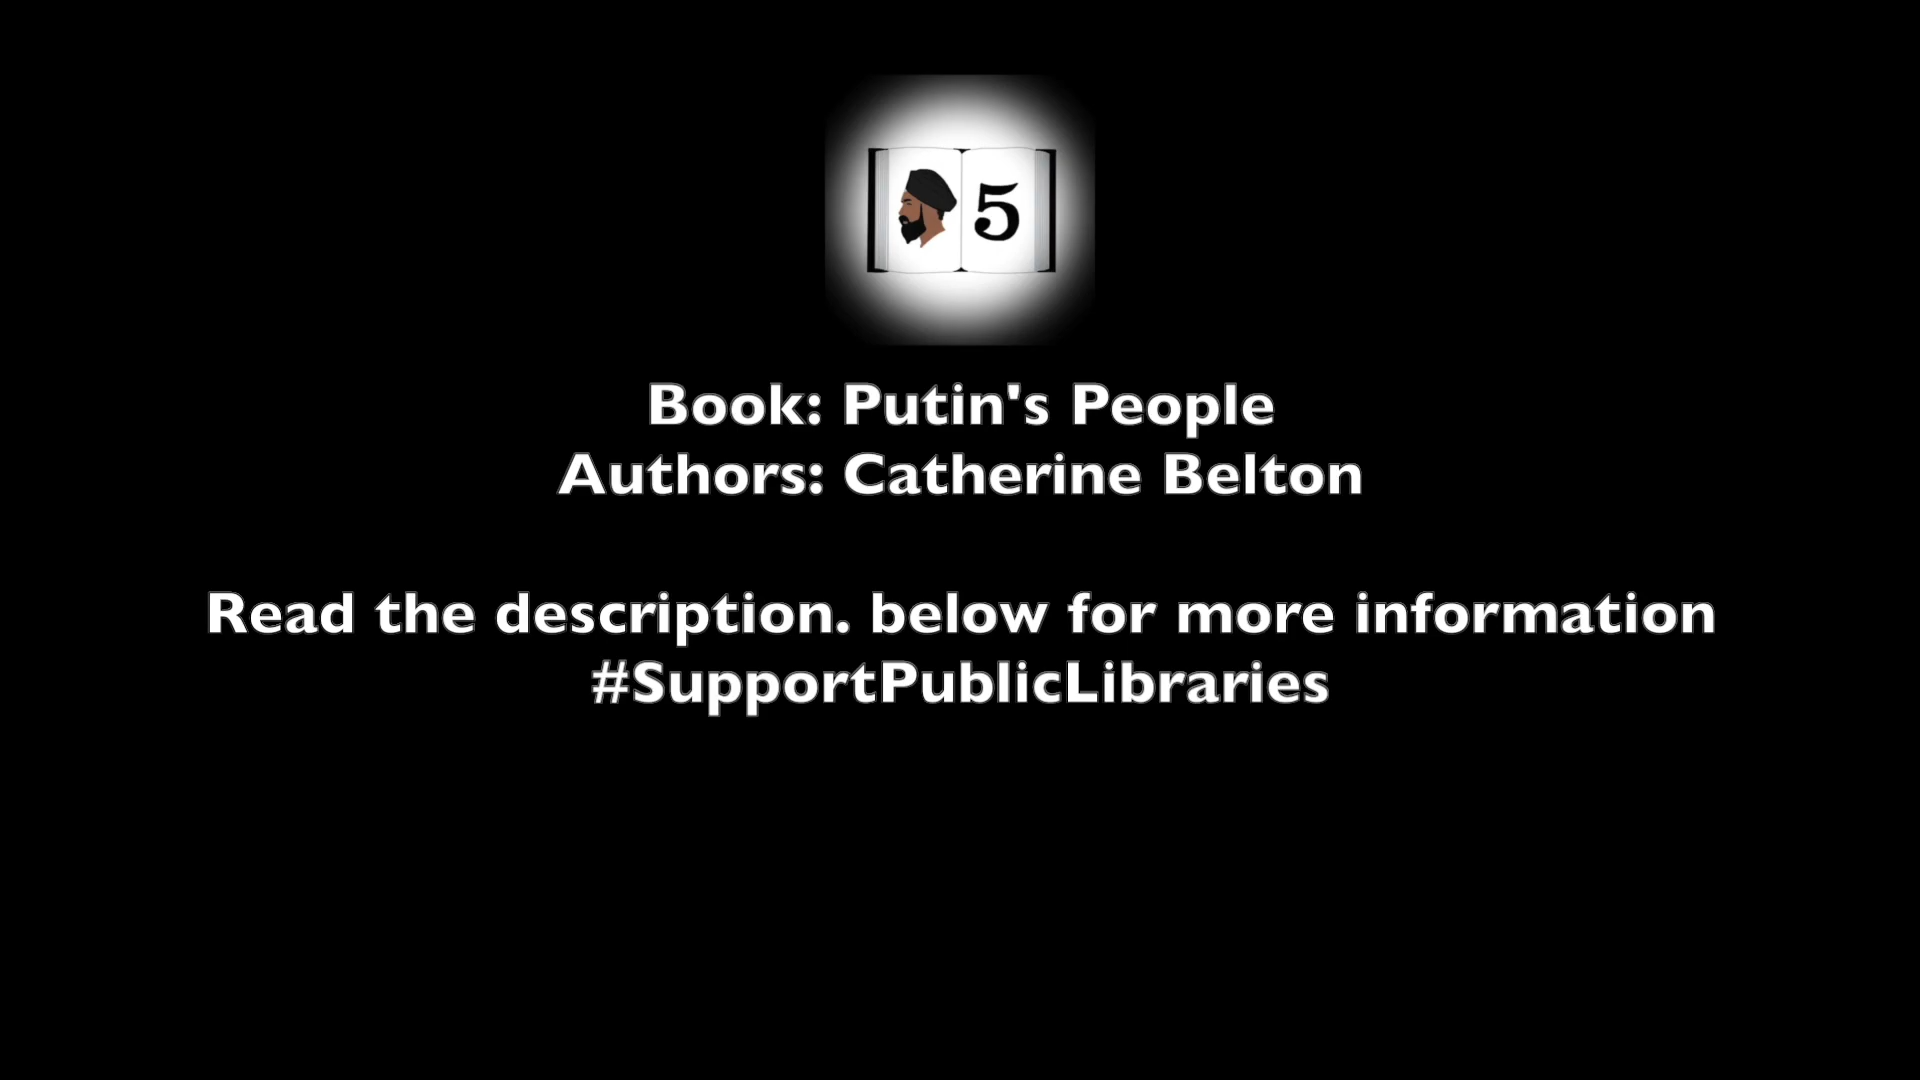 5
Book: Putin's People
Authors: Catherine Belton
Read the description. below for more information
#SupportPublicLibraries